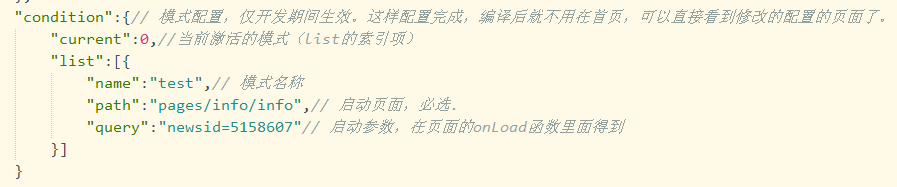 "condition":{// 模式配置，仅开发期间生效。这样配置完成，编译后就不用在首页，可以直接看到修改的配置的页面了。
"current":0,//当前激活的模式（list的索引项）
"list":[{
"name":"test",// 模式名称
"path":"pages/info/info",// 启动页面，必选.
"query":"newsid=5158607"// 启动参数，在页面的onLoad函数里面得到
}]
}